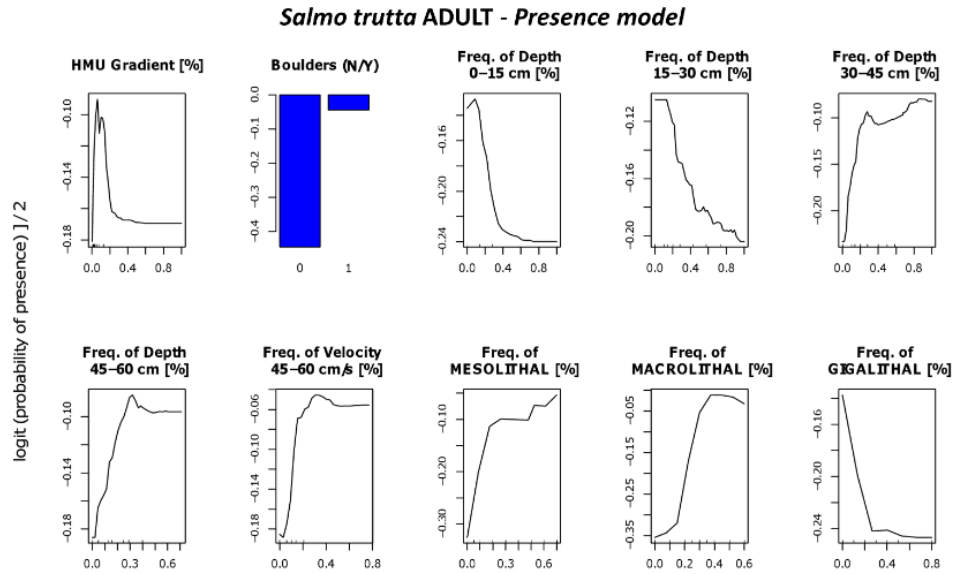 Salmo trutta ADULT - Presence model
HMU Gradient [%]
-0.10
-0.14
-0.18
0.0 0.4 0.8
Boulders (N/Y)
0.0
-0.1
-0.2
-0.3
-0.4
0 1
Freq. of Depth
0–15 cm [%]
-0.16
-0.20
-0.24
0.0 0.4 0.8
Freq. of Depth
15–30 cm [%]
-0.12
-0.16
-0.20
0.0 0.4 0.8
Freq. of Depth
30–45 cm [%]
-0.10
-0.15
-0.20
0.0 0.4 0.8
logit (probability of presence) ] / 2
Freq. of Depth
45–60 cm [%]
-0.10
-0.14
-0.18
0.0 0.3 0.6
Freq. of Velocity
45–60 cm/s [%]
-0.06
-0.10
-0.14
-0.18
0.0 0.4 0.8
Freq. of
MESOLITHAL [%]
-0.10
-0.20
-0.30
0.0 0.2 0.4 0.6
Freq. of
MACROLITHAL [%]
-0.05
-0.15
-0.25
-0.35
0.0 0.2 0.4 0.6
Freq. of
GIGALITHAL [%]
-0.16
-0.20
-0.24
0.0 0.4 0.8